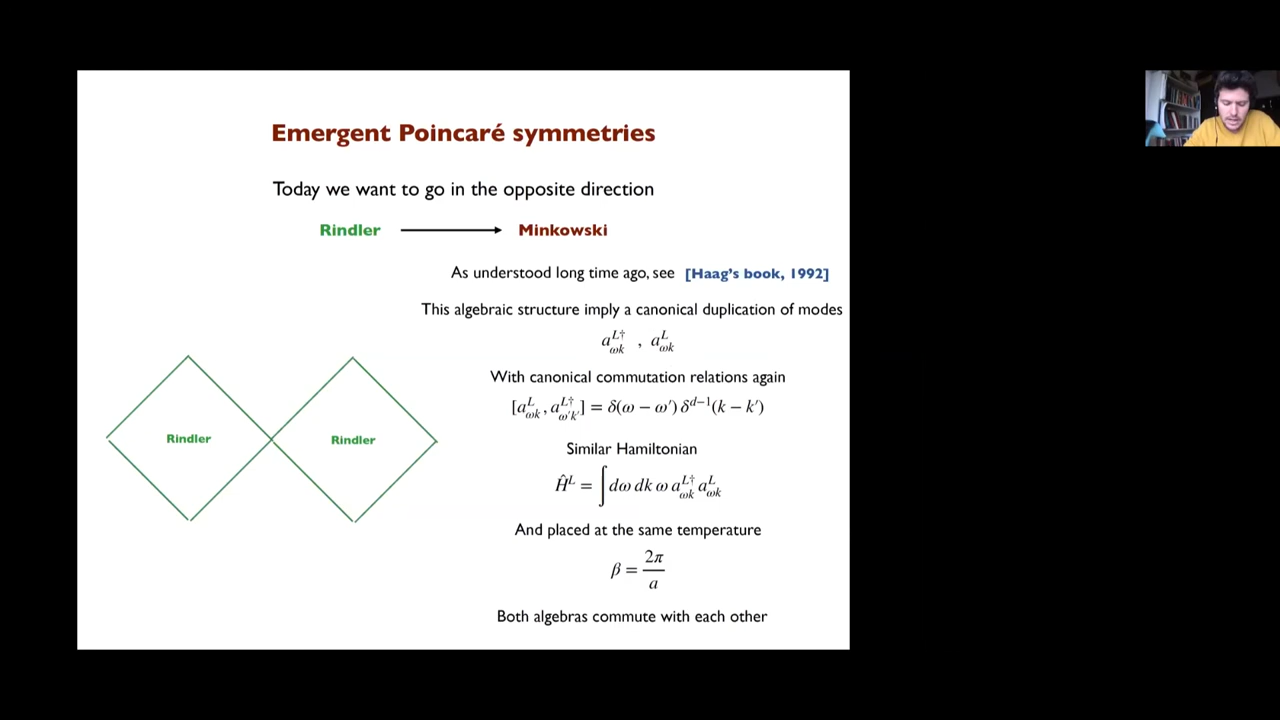 Emergent Poincaré symmetries
Today we want to go in the opposite direction
Rindler Minkowski
As understood long time ago, see [Haag's book, 1992]
This algebraic structure imply a canonical duplication of modes
a^{L†}_{ωk} , a^{L}_{ωk}
With canonical commutation relations again
[a^{L}_{ωk}, a^{L†}_{ω′k′}] = δ(ω − ω′) δ^{d−1}(k − k′)
Similar Hamiltonian
Ĥ^{L} = ∫ dω dk ω a^{L†}_{ωk} a^{L}_{ωk}
And placed at the same temperature
β = 2π/a
Both algebras commute with each other
Rindler Rindler